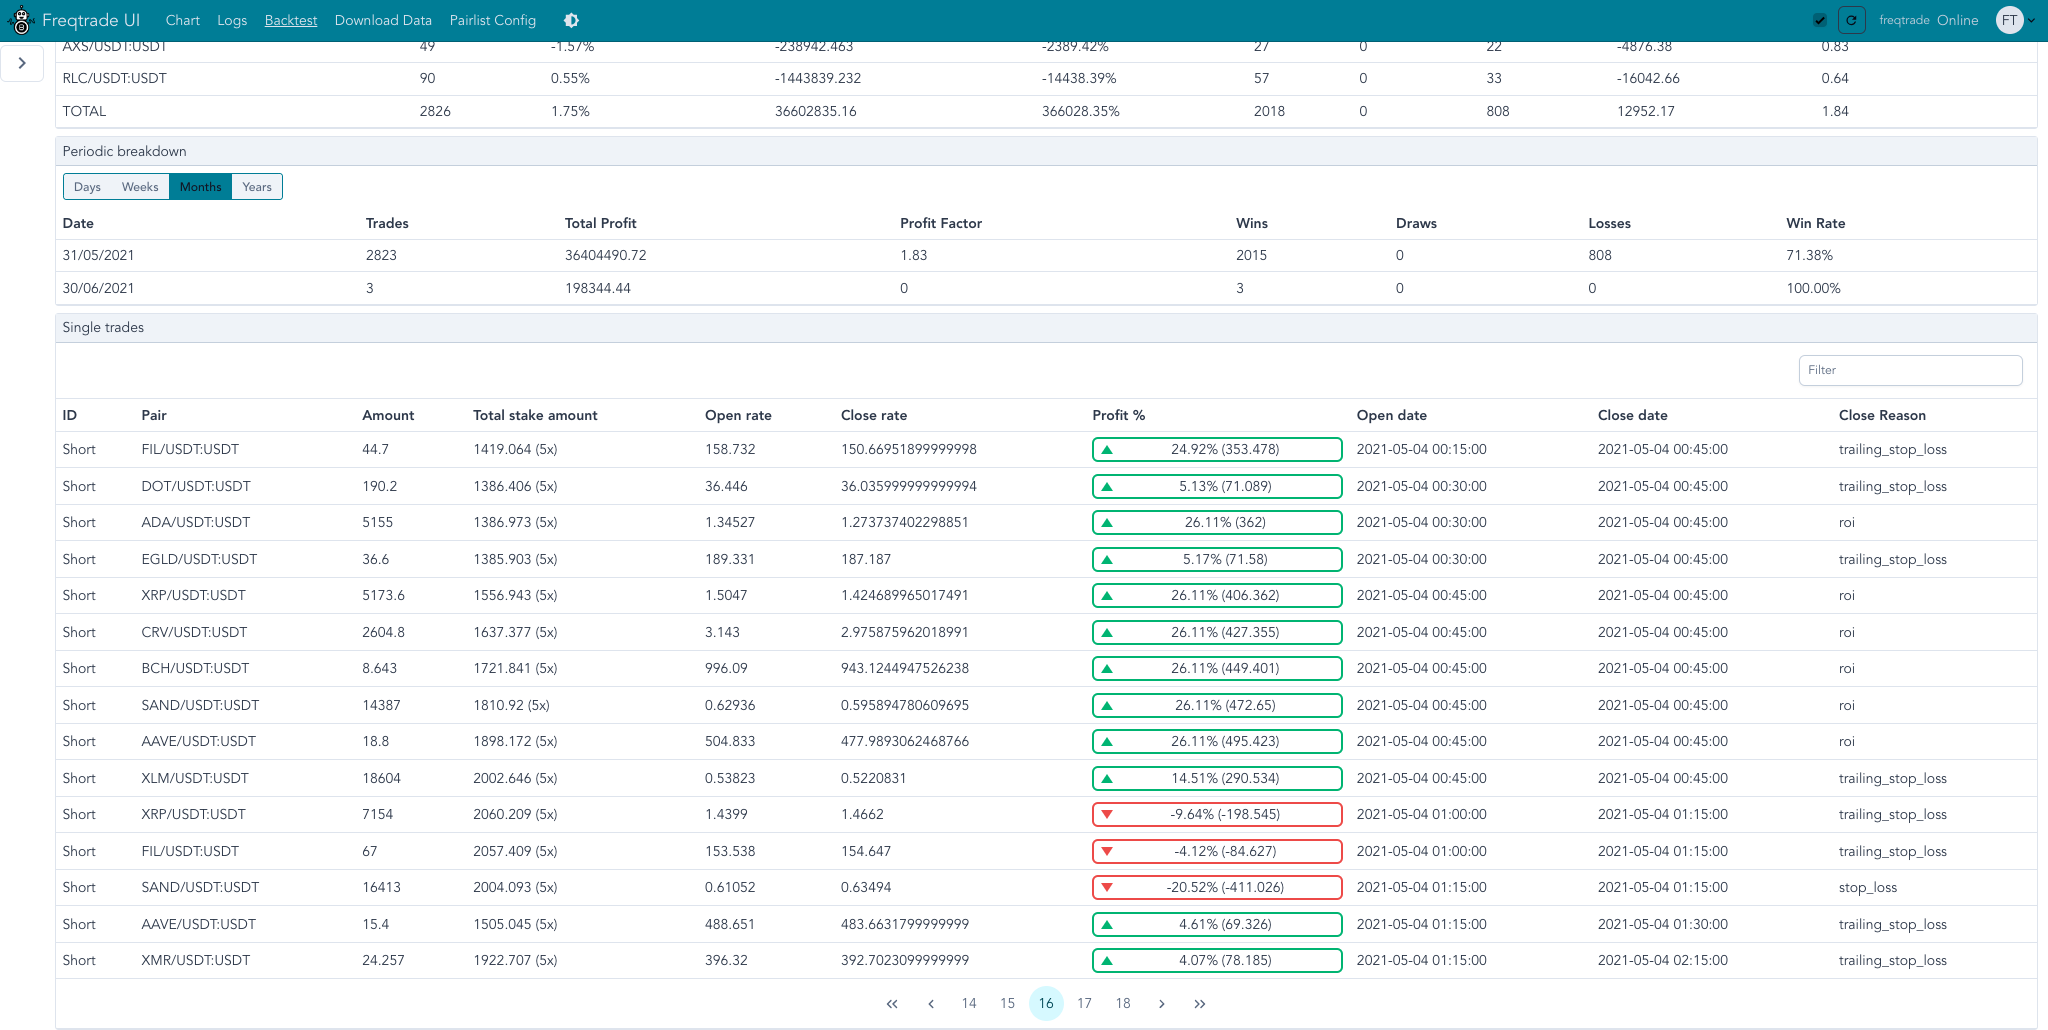 Freqtrade UI Chart Logs Backtest Download Data Pairlist Config freqtrade Online FT
AXS/USDT:USDT 49 -1.57% -238942.463 -2389.42% 27 0 22 -4876.38 0.83
RLC/USDT:USDT 90 0.55% -1443839.232 -14438.39% 57 0 33 -16042.66 0.64
TOTAL 2826 1.75% 36602835.16 366028.35% 2018 0 808 12952.17 1.84
Periodic breakdown
Days Weeks Months Years
Date Trades Total Profit Profit Factor Wins Draws Losses Win Rate
31/05/2021 2823 36404490.72 1.83 2015 0 808 71.38%
30/06/2021 3 198344.44 0 3 0 0 100.00%
Single trades
Filter
ID Pair Amount Total stake amount Open rate Close rate Profit % Open date Close date Close Reason
Short FIL/USDT:USDT 44.7 1419.064 (5x) 158.732 150.66951899999998 24.92% (353.478) 2021-05-04 00:15:00 2021-05-04 00:45:00 trailing_stop_loss
Short DOT/USDT:USDT 190.2 1386.406 (5x) 36.446 36.035999999999994 5.13% (71.089) 2021-05-04 00:30:00 2021-05-04 00:45:00 trailing_stop_loss
Short ADA/USDT:USDT 5155 1386.973 (5x) 1.34527 1.273737402298851 26.11% (362) 2021-05-04 00:30:00 2021-05-04 00:45:00 roi
Short EGLD/USDT:USDT 36.6 1385.903 (5x) 189.331 187.187 5.17% (71.58) 2021-05-04 00:30:00 2021-05-04 00:45:00 trailing_stop_loss
Short XRP/USDT:USDT 5173.6 1556.943 (5x) 1.5047 1.424689965017491 26.11% (406.362) 2021-05-04 00:45:00 2021-05-04 00:45:00 roi
Short CRV/USDT:USDT 2604.8 1637.377 (5x) 3.143 2.975875962018991 26.11% (427.355) 2021-05-04 00:45:00 2021-05-04 00:45:00 roi
Short BCH/USDT:USDT 8.643 1721.841 (5x) 996.09 943.1244947526238 26.11% (449.401) 2021-05-04 00:45:00 2021-05-04 00:45:00 roi
Short SAND/USDT:USDT 14387 1810.92 (5x) 0.62936 0.595894780609695 26.11% (472.65) 2021-05-04 00:45:00 2021-05-04 00:45:00 roi
Short AAVE/USDT:USDT 18.8 1898.172 (5x) 504.833 477.9893062468766 26.11% (495.423) 2021-05-04 00:45:00 2021-05-04 00:45:00 roi
Short XLM/USDT:USDT 18604 2002.646 (5x) 0.53823 0.5220831 14.51% (290.534) 2021-05-04 00:45:00 2021-05-04 00:45:00 trailing_stop_loss
Short XRP/USDT:USDT 7154 2060.209 (5x) 1.4399 1.4662 -9.64% (-198.545) 2021-05-04 01:00:00 2021-05-04 01:15:00 trailing_stop_loss
Short FIL/USDT:USDT 67 2057.409 (5x) 153.538 154.647 -4.12% (-84.627) 2021-05-04 01:00:00 2021-05-04 01:15:00 trailing_stop_loss
Short SAND/USDT:USDT 16413 2004.093 (5x) 0.61052 0.63494 -20.52% (-411.026) 2021-05-04 01:15:00 2021-05-04 01:15:00 stop_loss
Short AAVE/USDT:USDT 15.4 1505.045 (5x) 488.651 483.6631799999999 4.61% (69.326) 2021-05-04 01:15:00 2021-05-04 01:30:00 trailing_stop_loss
Short XMR/USDT:USDT 24.257 1922.707 (5x) 396.32 392.7023099999999 4.07% (78.185) 2021-05-04 01:15:00 2021-05-04 02:15:00 trailing_stop_loss
14 15 16 17 18